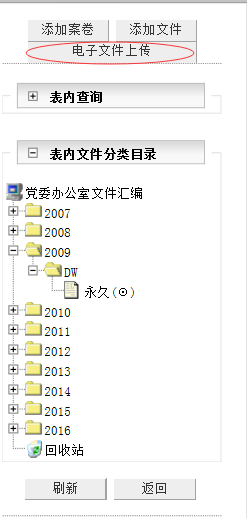 添加案卷 添加文件
电子文件上传
表内查询
表内文件分类目录
党委办公室文件汇编
2007
2008
2009
DW
永久(⊙)
2010
2011
2012
2013
2014
2015
2016
回收站
刷新 返回